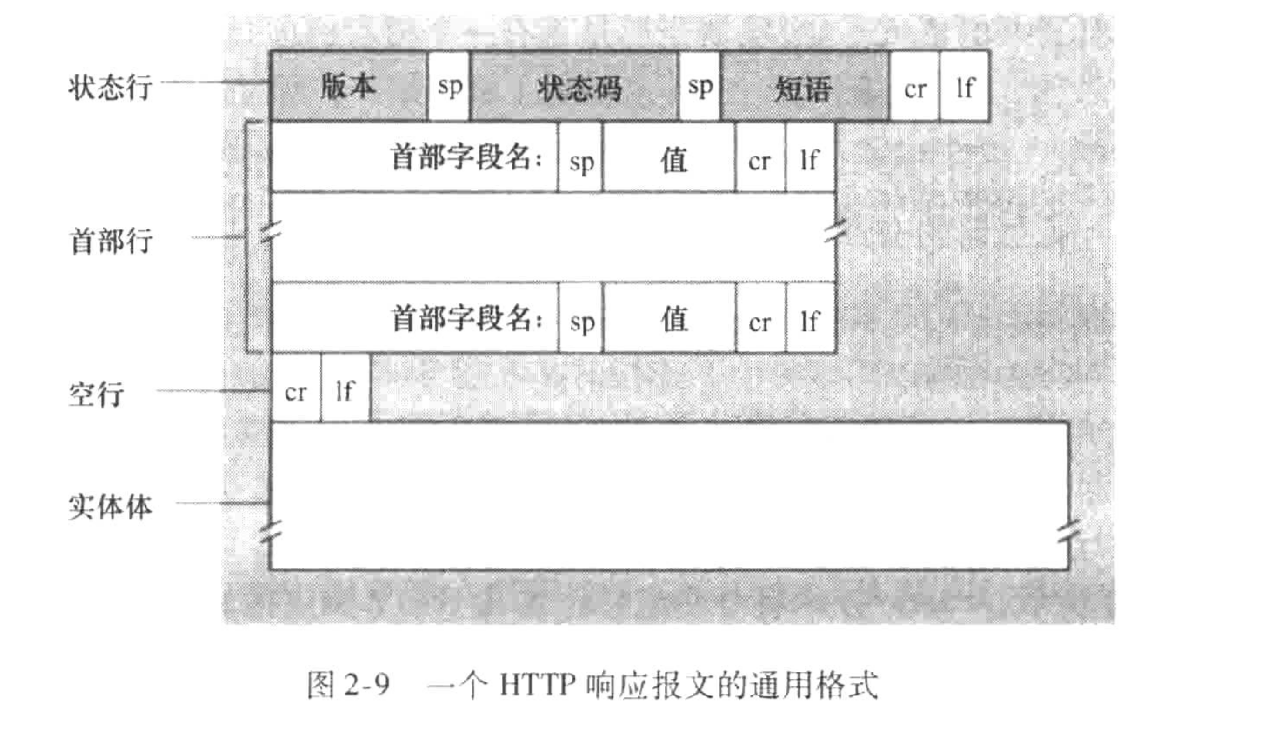 状态行 版本 sp 状态码 sp 短语 cr lf
首部字段名: sp 值 cr lf
首部行
首部字段名: sp 值 cr lf
空行 cr lf
实体体
图 2-9 一个 HTTP 响应报文的通用格式